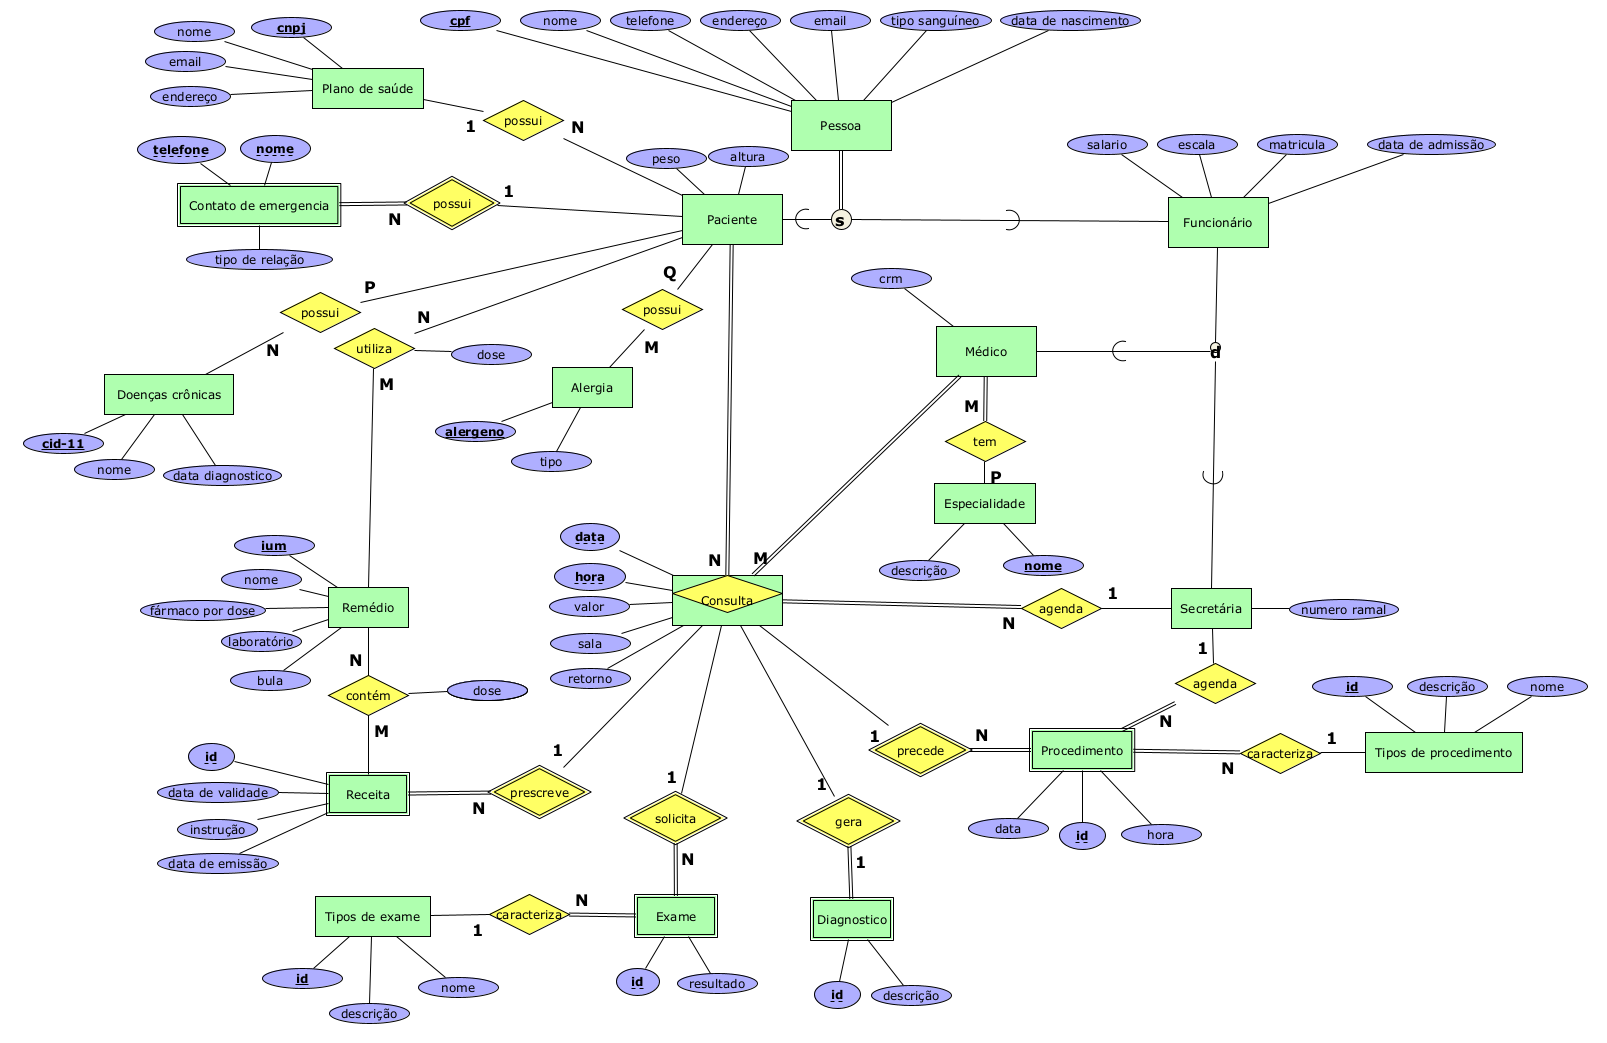 cpf
nome
telefone
endereço
email
tipo sanguíneo
data de nascimento
nome
cnpj
email
endereço
Plano de saúde
1
possui
N
Pessoa
telefone
nome
peso
altura
salario
escala
matricula
data de admissão
Contato de emergencia
N
possui
1
Paciente
s
Funcionário
tipo de relação
P
possui
N
Q
possui
M
crm
N
utiliza
dose
M
Médico
d
Doenças crônicas
cid-11
nome
data diagnostico
Alergia
alergeno
tipo
M
tem
P
Especialidade
descrição
nome
ium
nome
fármaco por dose
laboratório
bula
Remédio
data
hora
valor
sala
retorno
N
M
Consulta
N
agenda
1
Secretária
numero ramal
1
agenda
N
N
contém
dose
M
id
data de validade
instrução
data de emissão
Receita
N
prescreve
1
1
solicita
N
1
gera
1
1
precede
N
Procedimento
N
caracteriza
1
Tipos de procedimento
id
descrição
nome
data
id
hora
Tipos de exame
1
caracteriza
N
Exame
Diagnostico
id
descrição
nome
id
resultado
id
descrição